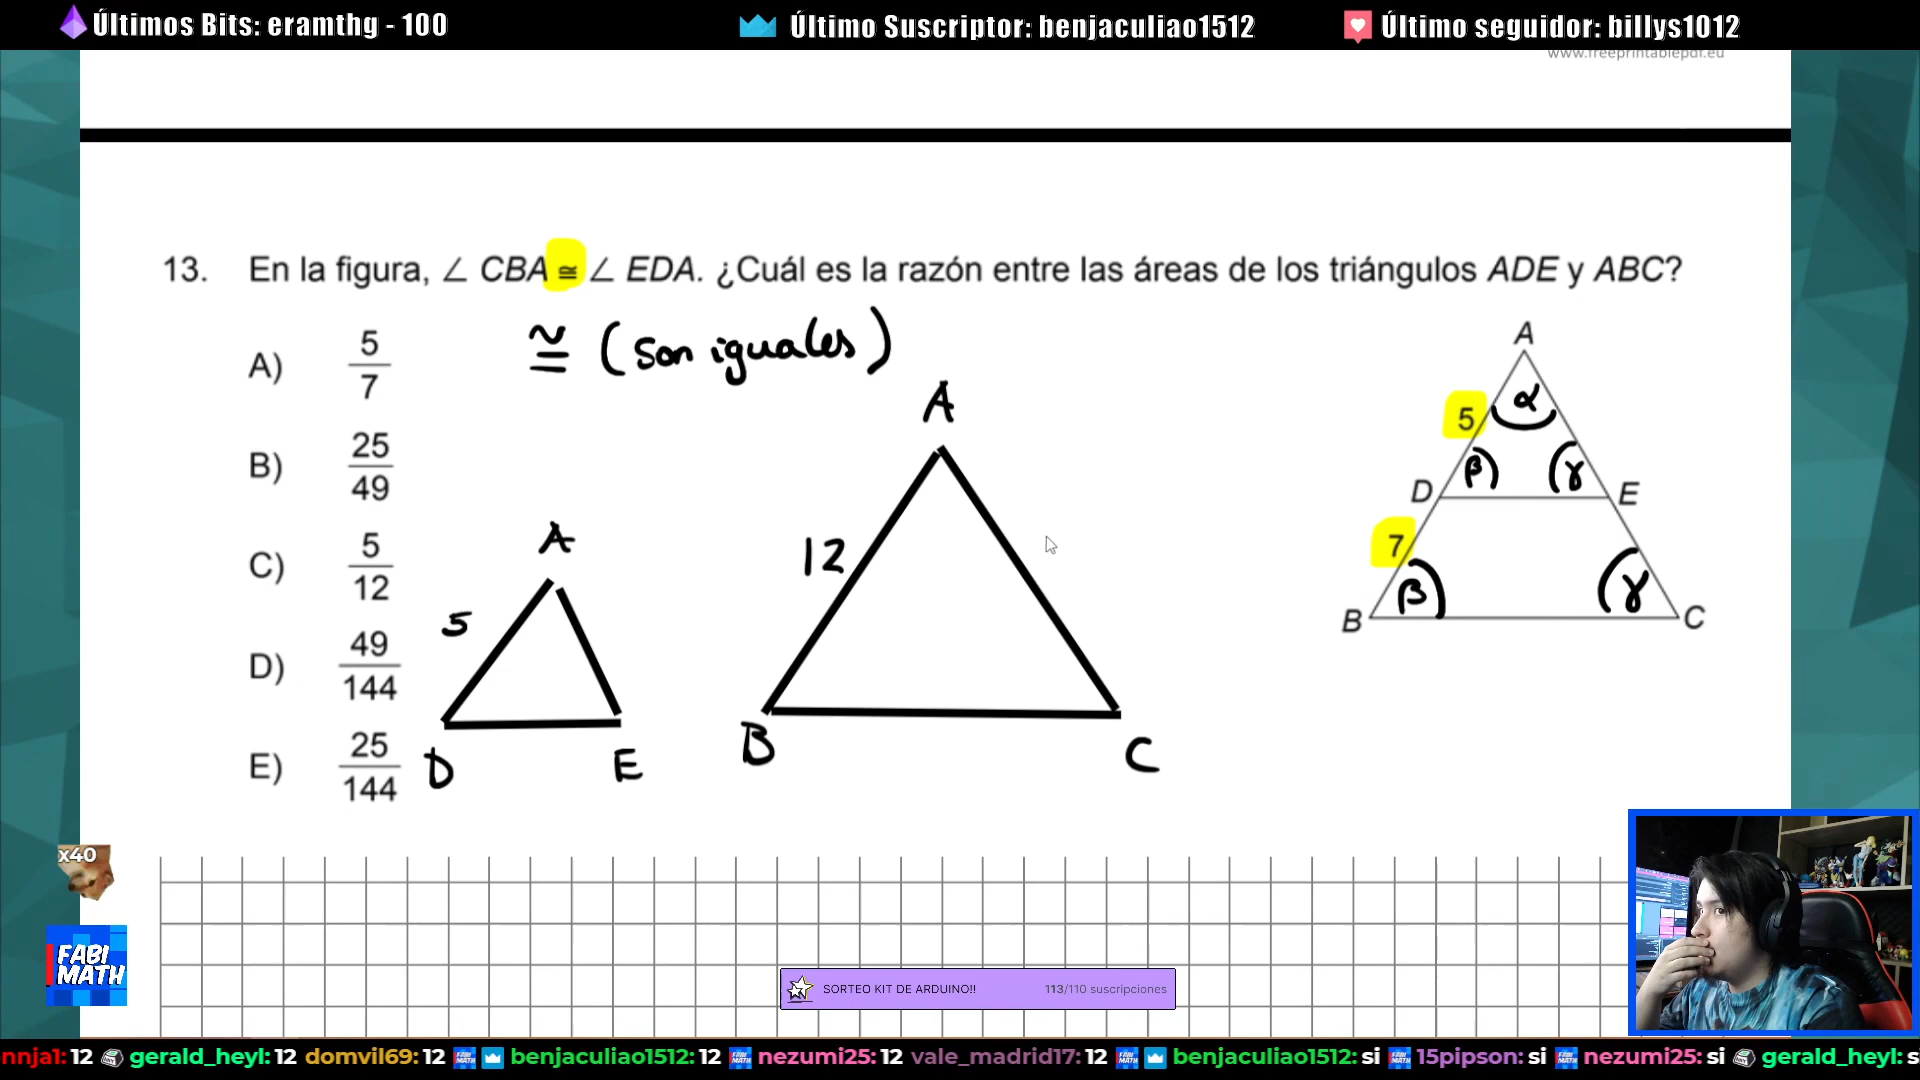 Últimos Bits: eramthg - 100
Último Suscriptor: benjaculiao1512
Último seguidor: billys1012
www.freeprintablepdf.eu
13. En la figura, ∠ CBA ≅ ∠ EDA. ¿Cuál es la razón entre las áreas de los triángulos ADE y ABC?
≅ (son iguales)
A) 5/7
B) 25/49
C) 5/12
D) 49/144
E) 25/144
A
5
D
E
A
12
B
C
A
α
5
β
γ
D
E
7
β
γ
B
C
x40
FABI
MATH
SORTEO KIT DE ARDUINO!! 113/110 suscripciones
nnja1: 12 gerald_heyl: 12 domvil69: 12 benjaculiao1512: 12 nezumi25: 12 vale_madrid17: 12 benjaculiao1512: si 15pipson: si nezumi25: si gerald_heyl: s